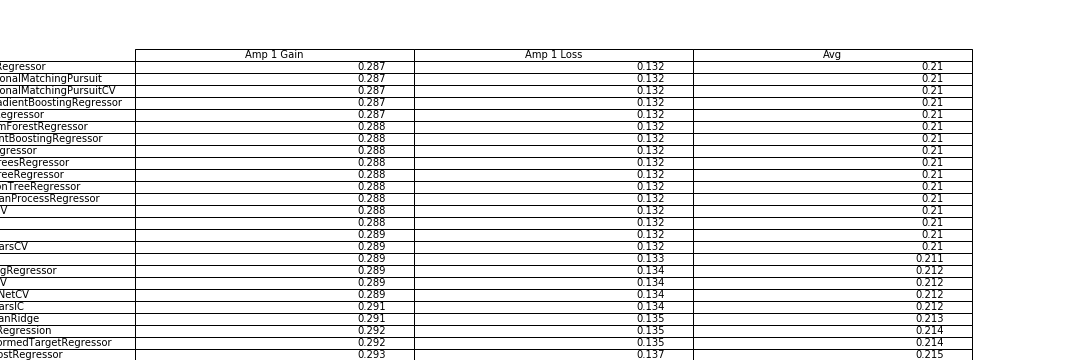 Amp 1 Gain Amp 1 Loss Avg
Regressor 0.287 0.132 0.21
onalMatchingPursuit 0.287 0.132 0.21
onalMatchingPursuitCV 0.287 0.132 0.21
adientBoostingRegressor 0.287 0.132 0.21
egressor 0.287 0.132 0.21
mForestRegressor 0.288 0.132 0.21
ntBoostingRegressor 0.288 0.132 0.21
gressor 0.288 0.132 0.21
reesRegressor 0.288 0.132 0.21
reeRegressor 0.288 0.132 0.21
onTreeRegressor 0.288 0.132 0.21
anProcessRegressor 0.288 0.132 0.21
V 0.288 0.132 0.21
0.288 0.132 0.21
0.289 0.132 0.21
arsCV 0.289 0.132 0.21
0.289 0.133 0.211
gRegressor 0.289 0.134 0.212
V 0.289 0.134 0.212
NetCV 0.289 0.134 0.212
arsIC 0.291 0.134 0.212
anRidge 0.291 0.135 0.213
Regression 0.292 0.135 0.214
ormedTargetRegressor 0.292 0.135 0.214
ostRegressor 0.293 0.137 0.215